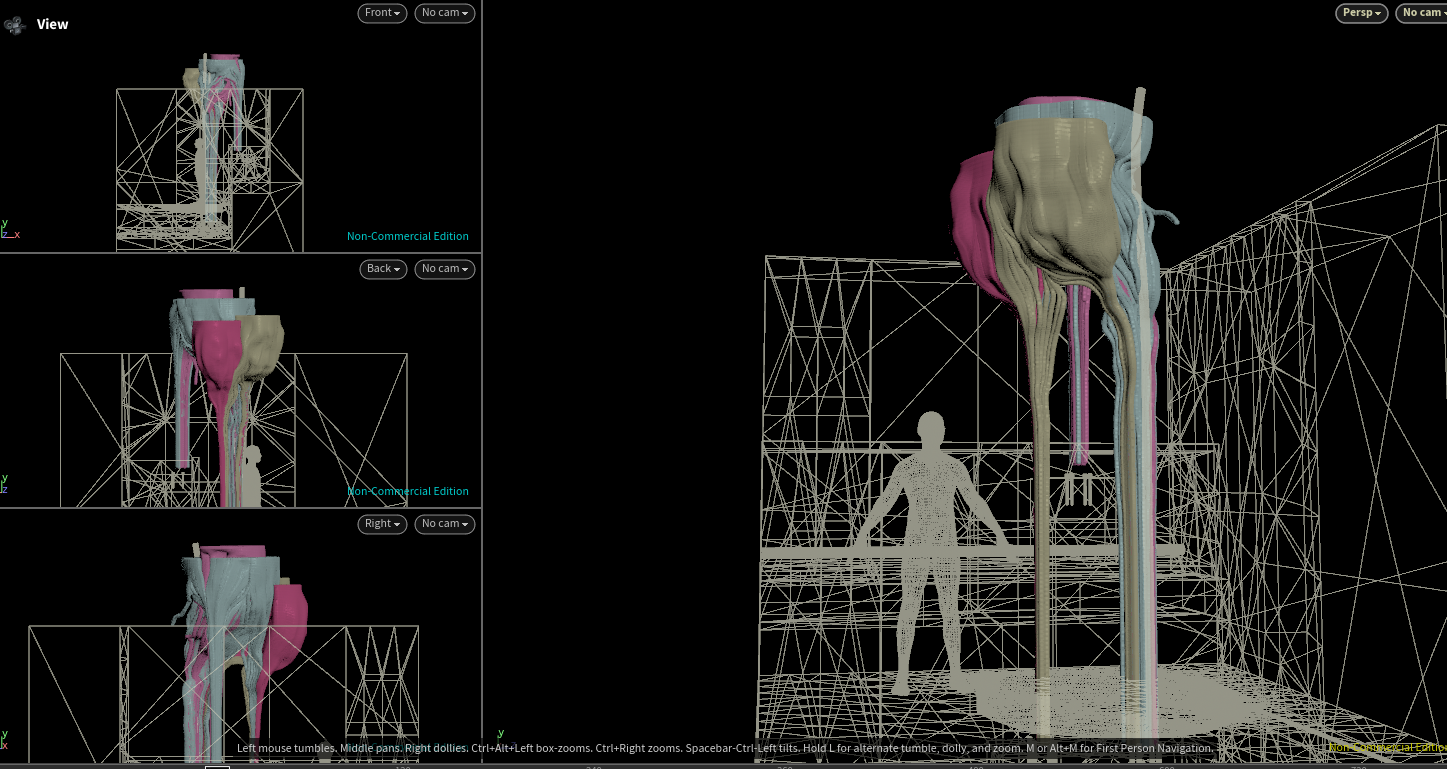 View
Front
No cam
Persp
No cam
y
z x
Non-Commercial Edition
Back
No cam
y
z
Non-Commercial Edition
Right
No cam
y
x
y
Left mouse tumbles. Middle pans. Right dollies. Ctrl+Alt+Left box-zooms. Ctrl+Right zooms. Spacebar-Ctrl-Left tilts. Hold L for alternate tumble, dolly, and zoom. M or Alt+M for First Person Navigation.
Non-Commercial Edition